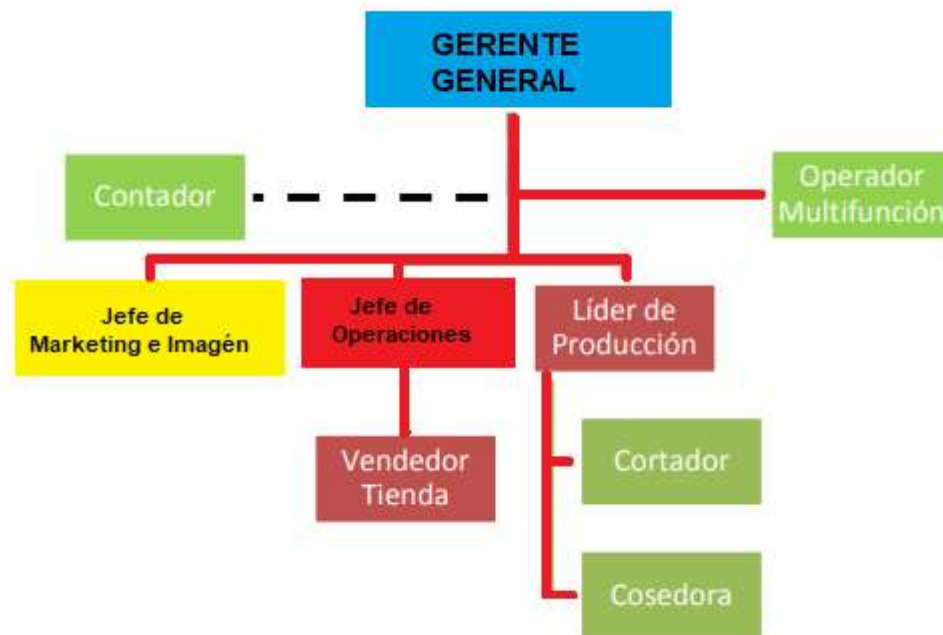 GERENTE
GENERAL
Contador
Operador
Multifunción
Jefe de
Marketing e Imagén
Jefe de
Operaciones
Líder de
Producción
Vendedor
Tienda
Cortador
Cosedora